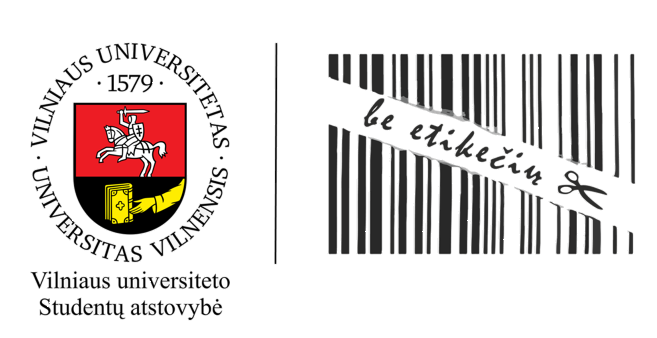 VILNIAUS UNIVERSITETAS
· 1579 ·
· UNIVERSITAS VILNENSIS ·
Vilniaus universiteto
Studentų atstovybė
be etikečių